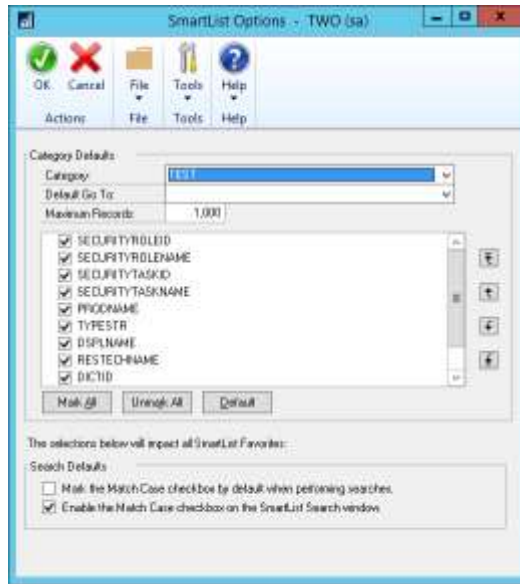 SmartList Options - TWO (sa)
OK Cancel File Tools Help
Actions File Tools Help
Category Defaults
Category: TEST
Default Go To:
Maximum Records: 1,000
SECURITYROLEID
SECURITYROLENAME
SECURITYTASKID
SECURITYTASKNAME
PRODNAME
TYPESTR
DSPLNAME
RESTECHNAME
DICTID
Mark All Unmark All Default
The selections below will impact all SmartList Favorites:
Search Defaults
Mark the Match Case checkbox by default when performing searches.
Enable the Match Case checkbox on the SmartList Search window.